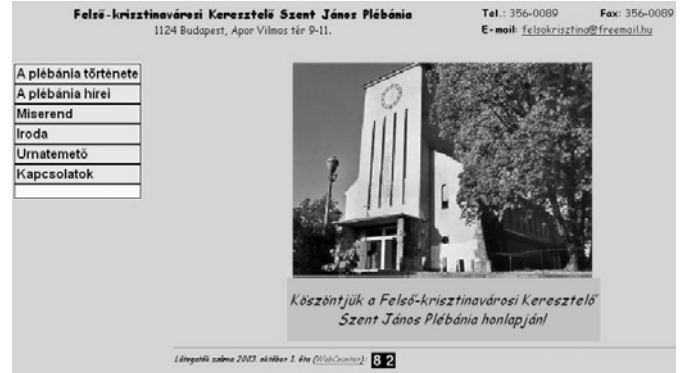 Felső-krisztinavárosi Keresztelő Szent János Plébánia
1124 Budapest, Apor Vilmos tér 9-11.
Tel.: 356-0089 Fax: 356-0089
E-mail: felsokrisztina@freemail.hu
A plébánia története
A plébánia hírei
Miserend
Iroda
Urnatemető
Kapcsolatok
Köszöntjük a Felső-krisztinavárosi Keresztelő
Szent János Plébánia honlapján!
Látogatók száma 2003. október 1. óta (WebCounter): 82